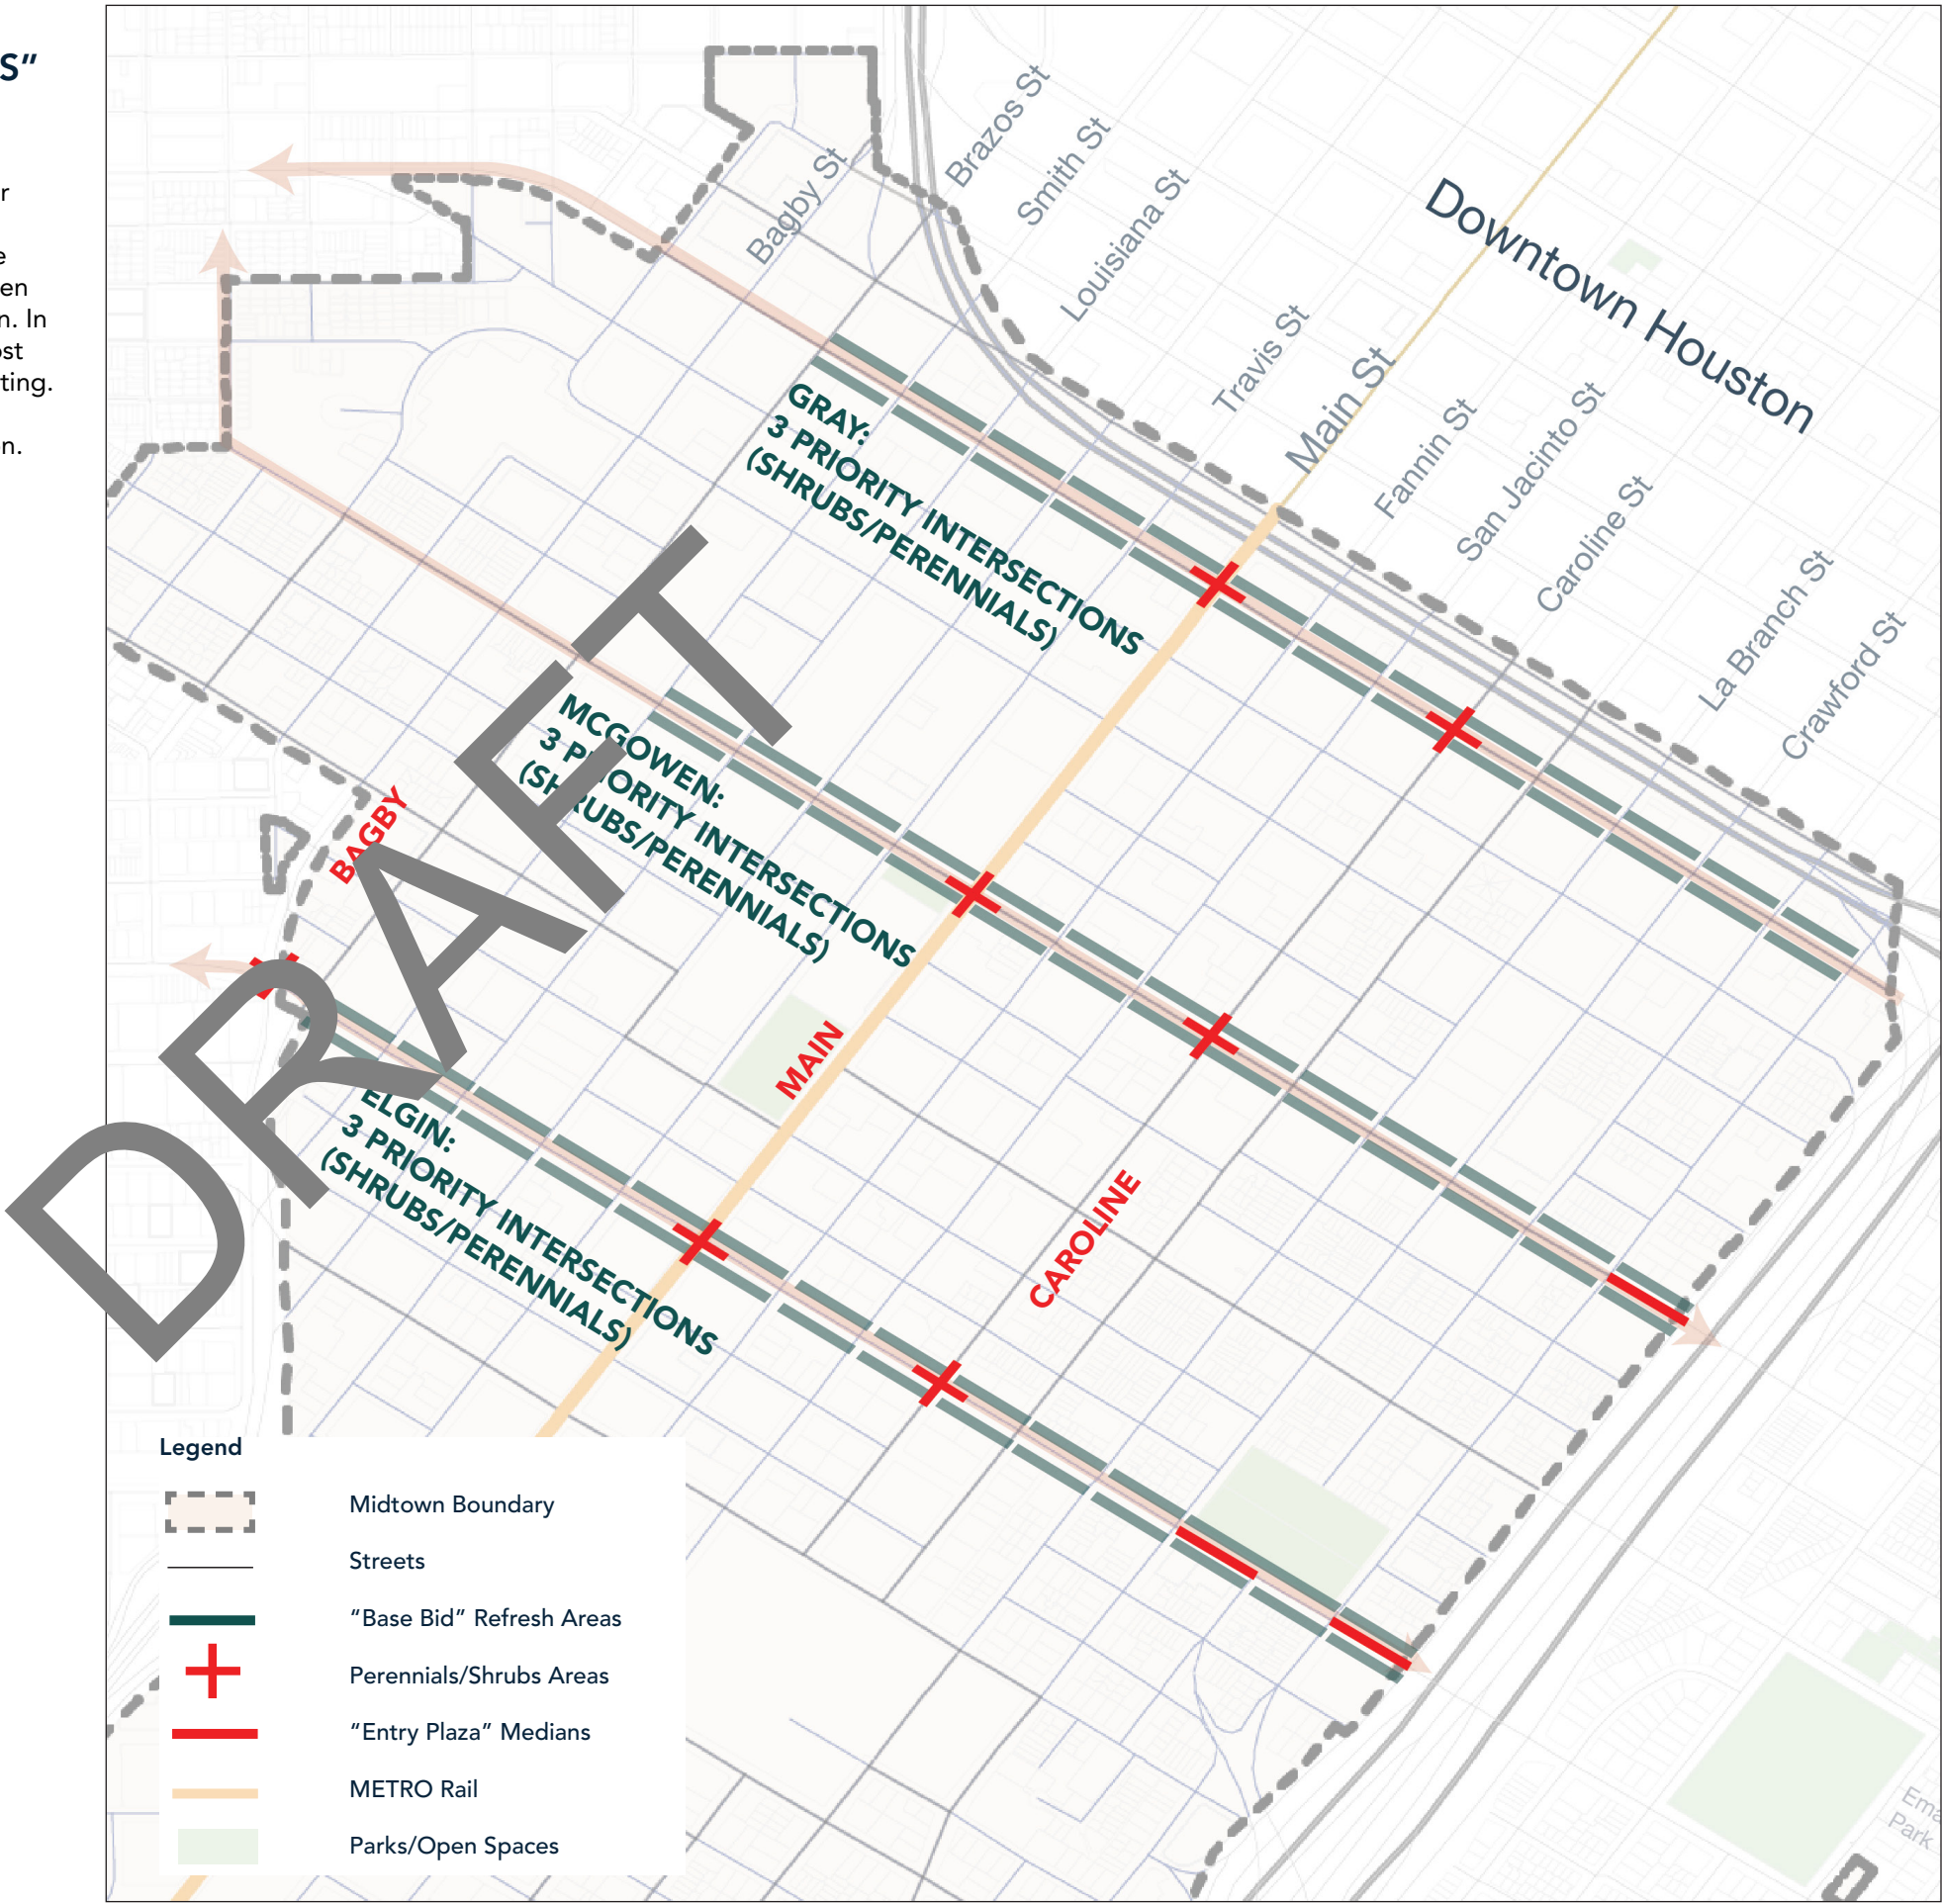 S”
r
e
en
n. In
ost
ting.
n.
Brazos St
Smith St
Bagby St
Louisiana St
Downtown Houston
Travis St
Main St
Fannin St
San Jacinto St
Caroline St
La Branch St
Crawford St
GRAY:
3 PRIORITY INTERSECTIONS
(SHRUBS/PERENNIALS)
MCGOWEN:
3 PRIORITY INTERSECTIONS
(SHRUBS/PERENNIALS)
BAGBY
DRAFT
MAIN
ELGIN:
3 PRIORITY INTERSECTIONS
(SHRUBS/PERENNIALS)
CAROLINE
Legend
Midtown Boundary
Streets
“Base Bid” Refresh Areas
Perennials/Shrubs Areas
“Entry Plaza” Medians
METRO Rail
Parks/Open Spaces
Ema
Park